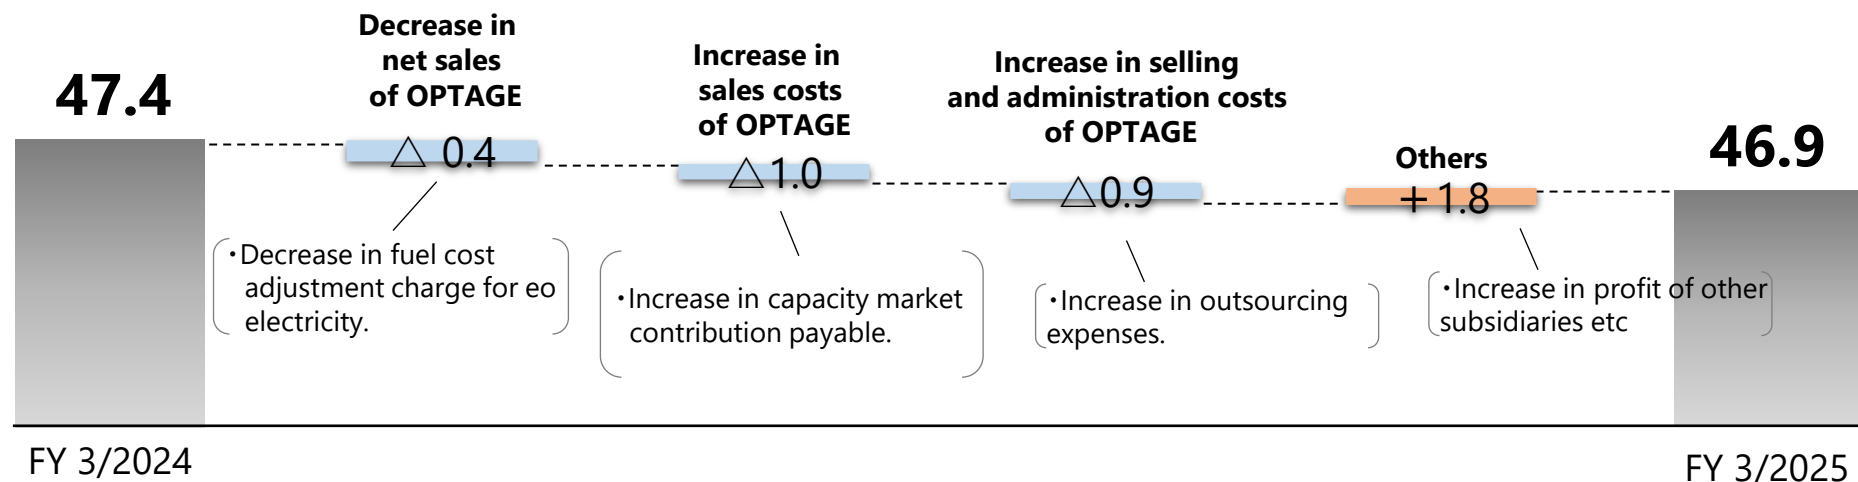 47.4
Decrease in
net sales
of OPTAGE
△ 0.4
・Decrease in fuel cost
adjustment charge for eo
electricity.
Increase in
sales costs
of OPTAGE
△1.0
・Increase in capacity market
contribution payable.
Increase in selling
and administration costs
of OPTAGE
△0.9
・Increase in outsourcing
expenses.
Others
+1.8
・Increase in profit of other
subsidiaries etc
46.9
FY 3/2024
FY 3/2025